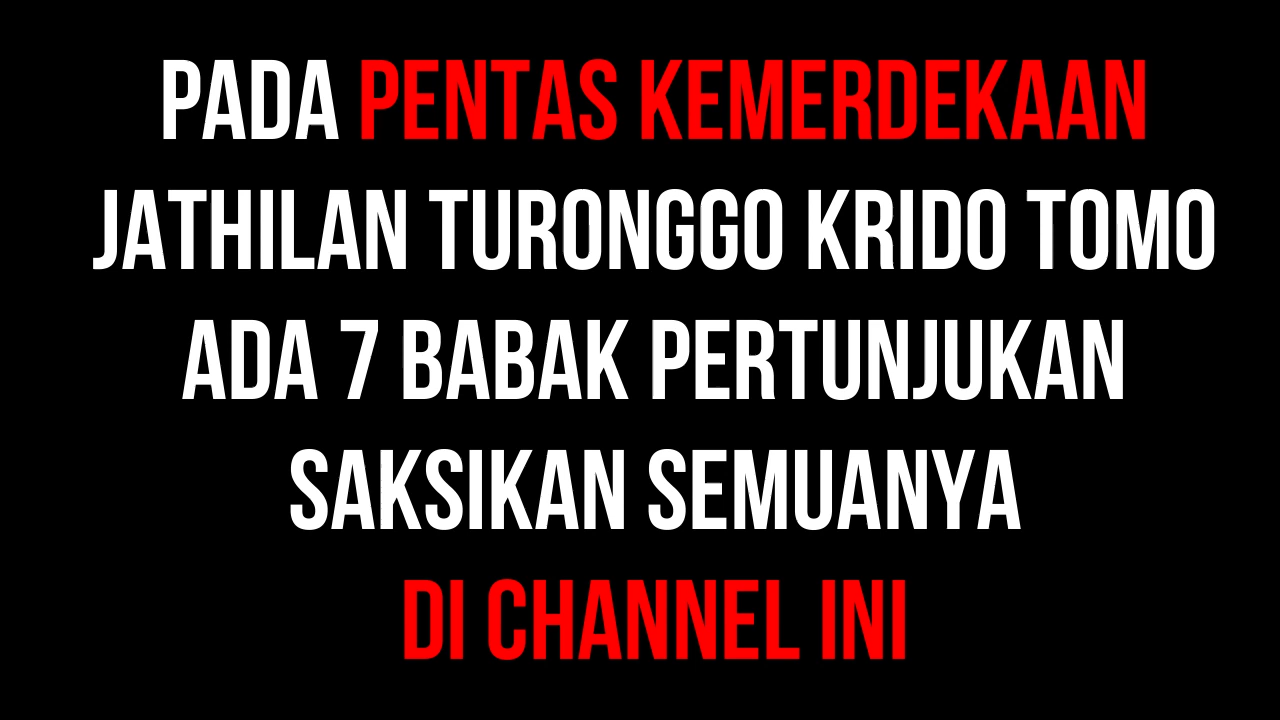 PADA PENTAS KEMERDEKAAN
JATHILAN TURONGGO KRIDO TOMO
ADA 7 BABAK PERTUNJUKAN
SAKSIKAN SEMUANYA
DI CHANNEL INI